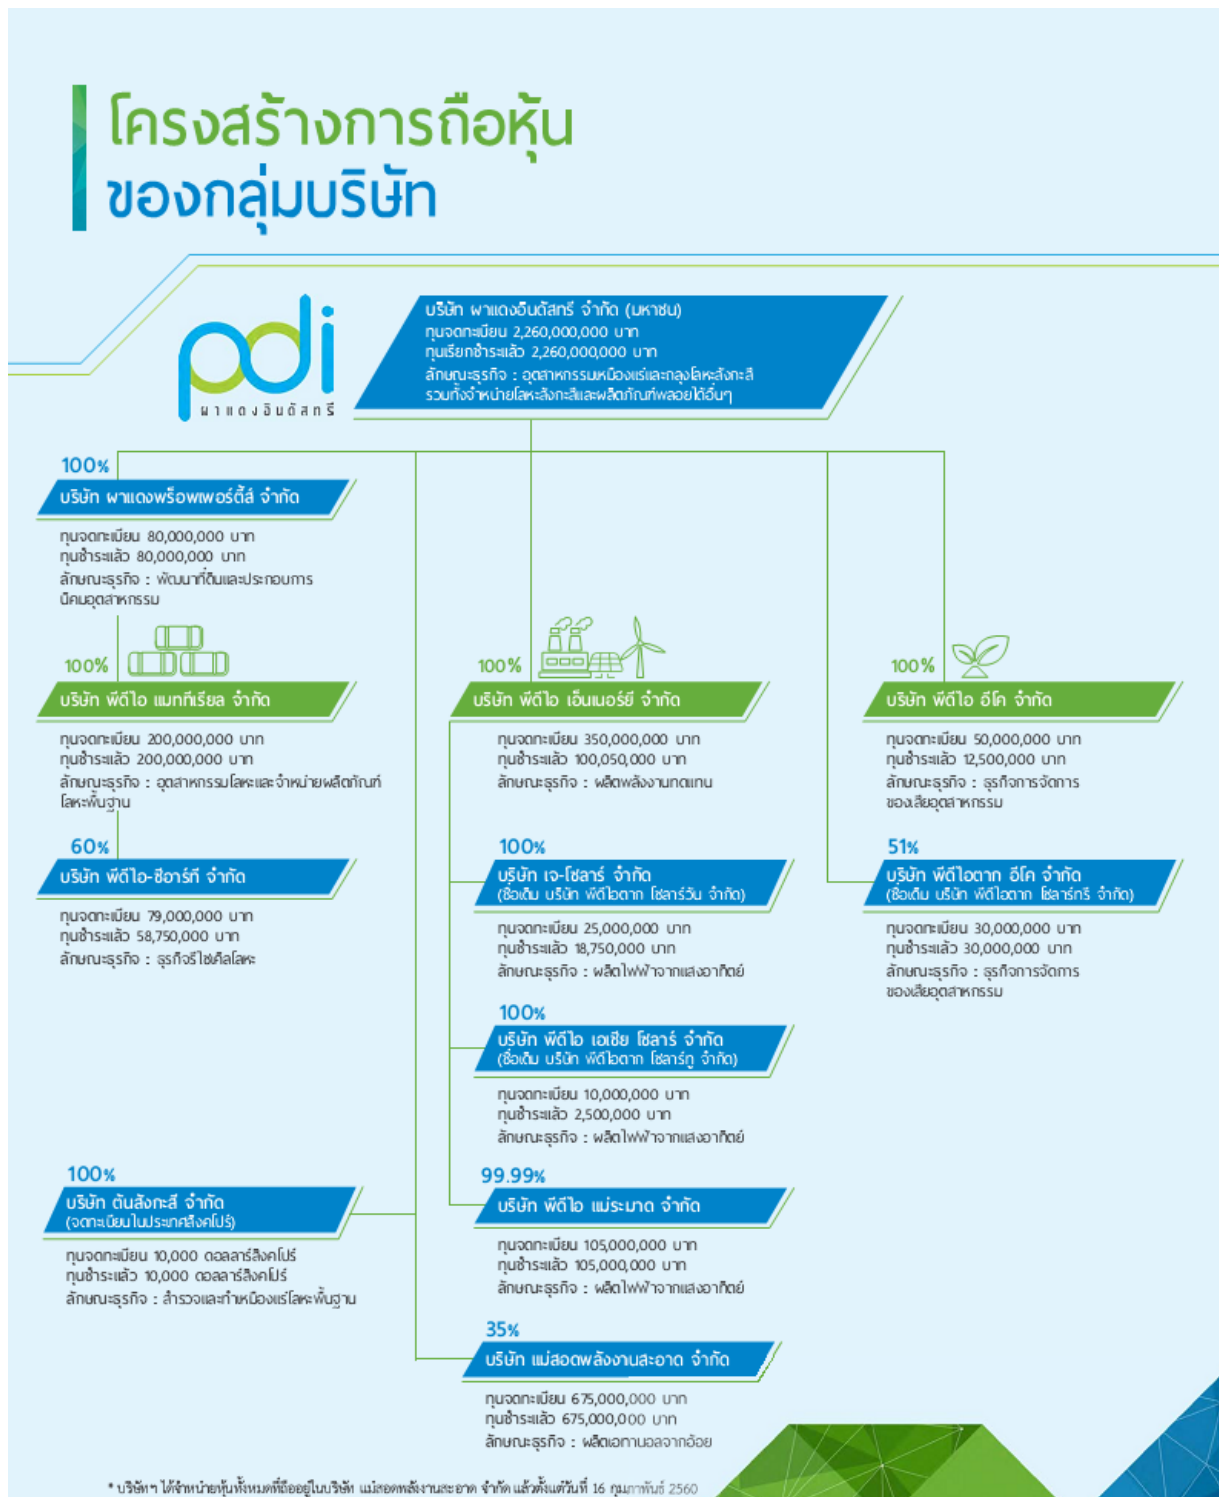 โครงสร้างการถือหุ้น
ของกลุ่มบริษัท
pdi
ผาแดงอินดัสทรี
บริษัท ผาแดงอินดัสทรี จำกัด (มหาชน)
ทุนจดทะเบียน 2,260,000,000 บาท
ทุนเรียกชำระแล้ว 2,260,000,000 บาท
ลักษณะธุรกิจ : อุตสาหกรรมเหมืองแร่และถลุงโลหะสังกะสี
รวมทั้งจำหน่ายโลหะสังกะสีและผลิตภัณฑ์พลอยได้อื่นๆ
100%
บริษัท ผาแดงพร็อพเพอร์ตี้ส์ จำกัด
ทุนจดทะเบียน 80,000,000 บาท
ทุนชำระแล้ว 80,000,000 บาท
ลักษณะธุรกิจ : พัฒนาที่ดินและประกอบการ
นิคมอุตสาหกรรม
100%
บริษัท พีดีไอ แมททีเรียล จำกัด
ทุนจดทะเบียน 200,000,000 บาท
ทุนชำระแล้ว 200,000,000 บาท
ลักษณะธุรกิจ : อุตสาหกรรมโลหะและจำหน่ายผลิตภัณฑ์
โลหะพื้นฐาน
60%
บริษัท พีดีไอ-ซีอาร์ที จำกัด
ทุนจดทะเบียน 79,000,000 บาท
ทุนชำระแล้ว 58,750,000 บาท
ลักษณะธุรกิจ : ธุรกิจรีไซเคิลโลหะ
100%
บริษัท ตันสังกะสี จำกัด
(จดทะเบียนในประเทศสิงคโปร์)
ทุนจดทะเบียน 10,000 ดอลลาร์สิงคโปร์
ทุนชำระแล้ว 10,000 ดอลลาร์สิงคโปร์
ลักษณะธุรกิจ : สำรวจและทำเหมืองแร่โลหะพื้นฐาน
100%
บริษัท พีดีไอ เอ็นเนอร์ยี จำกัด
ทุนจดทะเบียน 350,000,000 บาท
ทุนชำระแล้ว 100,050,000 บาท
ลักษณะธุรกิจ : ผลิตพลังงานทดแทน
100%
บริษัท เจ-โซลาร์ จำกัด
(ชื่อเดิม บริษัท พีดีไอตาก โซลาร์วัน จำกัด)
ทุนจดทะเบียน 25,000,000 บาท
ทุนชำระแล้ว 18,750,000 บาท
ลักษณะธุรกิจ : ผลิตไฟฟ้าจากแสงอาทิตย์
100%
บริษัท พีดีไอ เอเชีย โซลาร์ จำกัด
(ชื่อเดิม บริษัท พีดีไอตาก โซลาร์ทู จำกัด)
ทุนจดทะเบียน 10,000,000 บาท
ทุนชำระแล้ว 2,500,000 บาท
ลักษณะธุรกิจ : ผลิตไฟฟ้าจากแสงอาทิตย์
99.99%
บริษัท พีดีไอ แม่ระมาด จำกัด
ทุนจดทะเบียน 105,000,000 บาท
ทุนชำระแล้ว 105,000,000 บาท
ลักษณะธุรกิจ : ผลิตไฟฟ้าจากแสงอาทิตย์
35%
บริษัท แม่สอดพลังงานสะอาด จำกัด
ทุนจดทะเบียน 675,000,000 บาท
ทุนชำระแล้ว 675,000,000 บาท
ลักษณะธุรกิจ : ผลิตเอทานอลจากอ้อย
100%
บริษัท พีดีไอ อีโค จำกัด
ทุนจดทะเบียน 50,000,000 บาท
ทุนชำระแล้ว 12,500,000 บาท
ลักษณะธุรกิจ : ธุรกิจการจัดการ
ของเสียอุตสาหกรรม
51%
บริษัท พีดีไอตาก อีโค จำกัด
(ชื่อเดิม บริษัท พีดีไอตาก โซลาร์ทรี จำกัด)
ทุนจดทะเบียน 30,000,000 บาท
ทุนชำระแล้ว 30,000,000 บาท
ลักษณะธุรกิจ : ธุรกิจการจัดการ
ของเสียอุตสาหกรรม
* บริษัทฯ ได้จำหน่ายหุ้นทั้งหมดที่ถืออยู่ในบริษัท แม่สอดพลังงานสะอาด จำกัด แล้วตั้งแต่วันที่ 16 กุมภาพันธ์ 2560